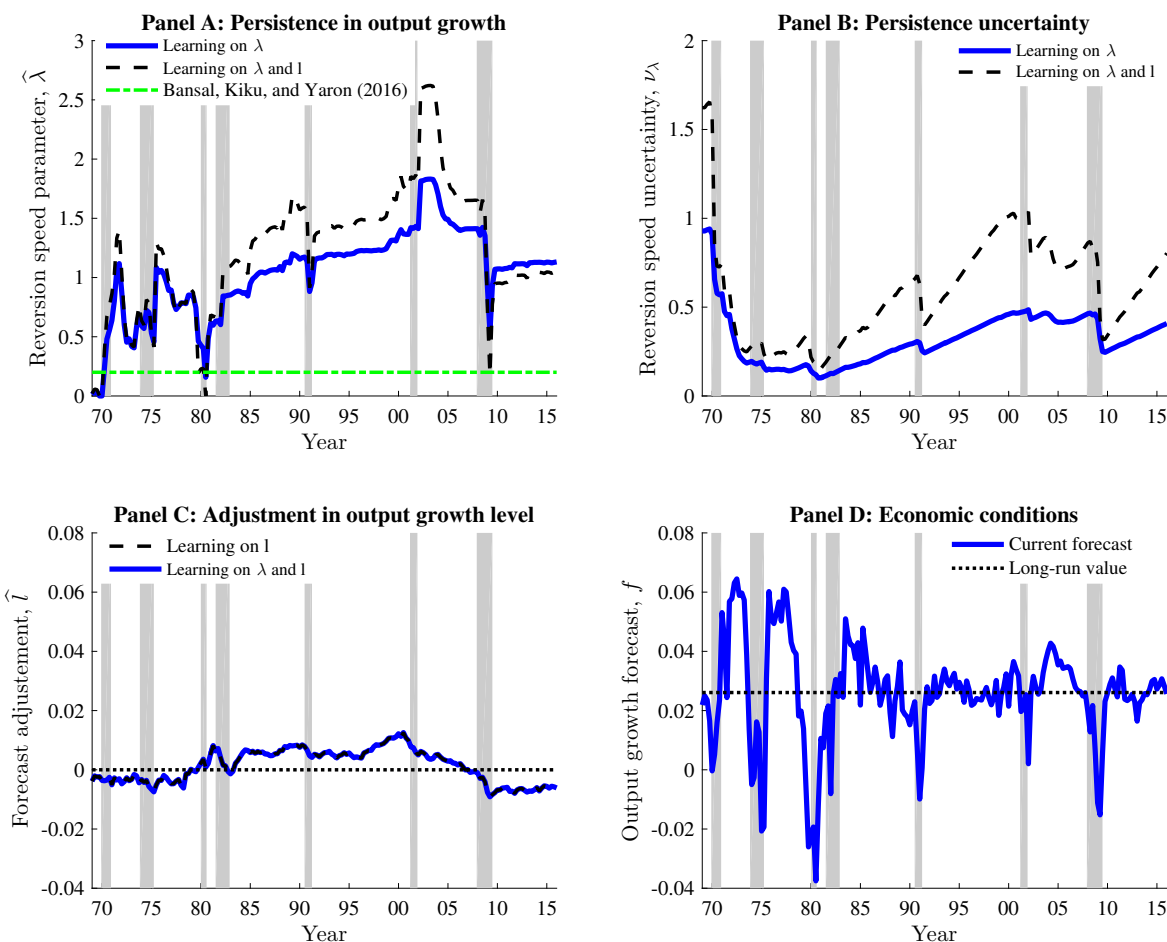 Panel A: Persistence in output growth
Learning on λ
Learning on λ and l
Bansal, Kiku, and Yaron (2016)
Reversion speed parameter, λ̂
3
2.5
2
1.5
1
0.5
0
70 75 80 85 90 95 00 05 10 15
Year
Panel B: Persistence uncertainty
Learning on λ
Learning on λ and l
Reversion speed uncertainty, νλ
2
1.5
1
0.5
0
70 75 80 85 90 95 00 05 10 15
Year
Panel C: Adjustment in output growth level
Learning on l
Learning on λ and l
Forecast adjustement, l̂
0.08
0.06
0.04
0.02
0
-0.02
-0.04
70 75 80 85 90 95 00 05 10 15
Year
Panel D: Economic conditions
Current forecast
Long-run value
Output growth forecast, f
0.08
0.06
0.04
0.02
0
-0.02
-0.04
70 75 80 85 90 95 00 05 10 15
Year